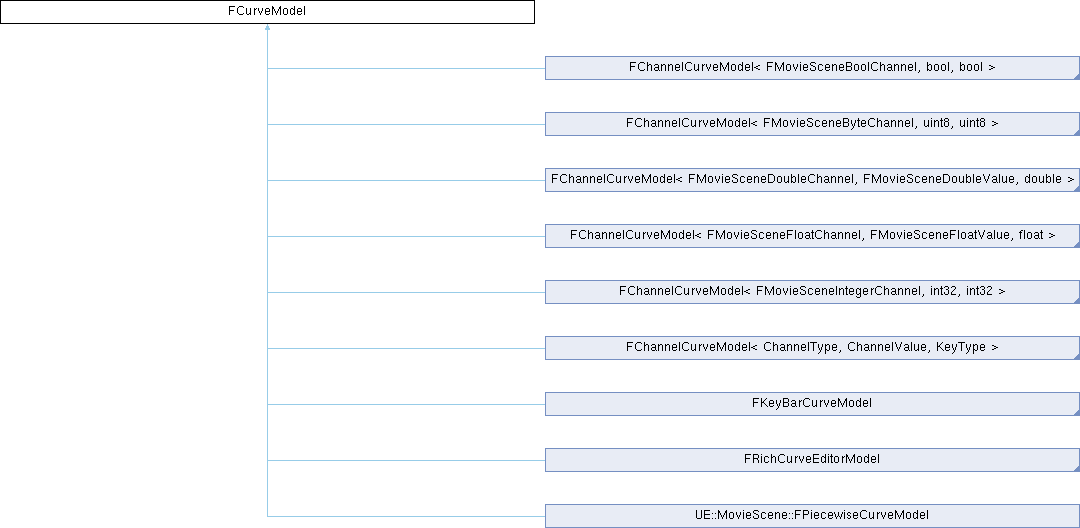 FCurveModel
FChannelCurveModel< FMovieSceneBoolChannel, bool, bool >
FChannelCurveModel< FMovieSceneByteChannel, uint8, uint8 >
FChannelCurveModel< FMovieSceneDoubleChannel, FMovieSceneDoubleValue, double >
FChannelCurveModel< FMovieSceneFloatChannel, FMovieSceneFloatValue, float >
FChannelCurveModel< FMovieSceneIntegerChannel, int32, int32 >
FChannelCurveModel< ChannelType, ChannelValue, KeyType >
FKeyBarCurveModel
FRichCurveEditorModel
UE::MovieScene::FPiecewiseCurveModel